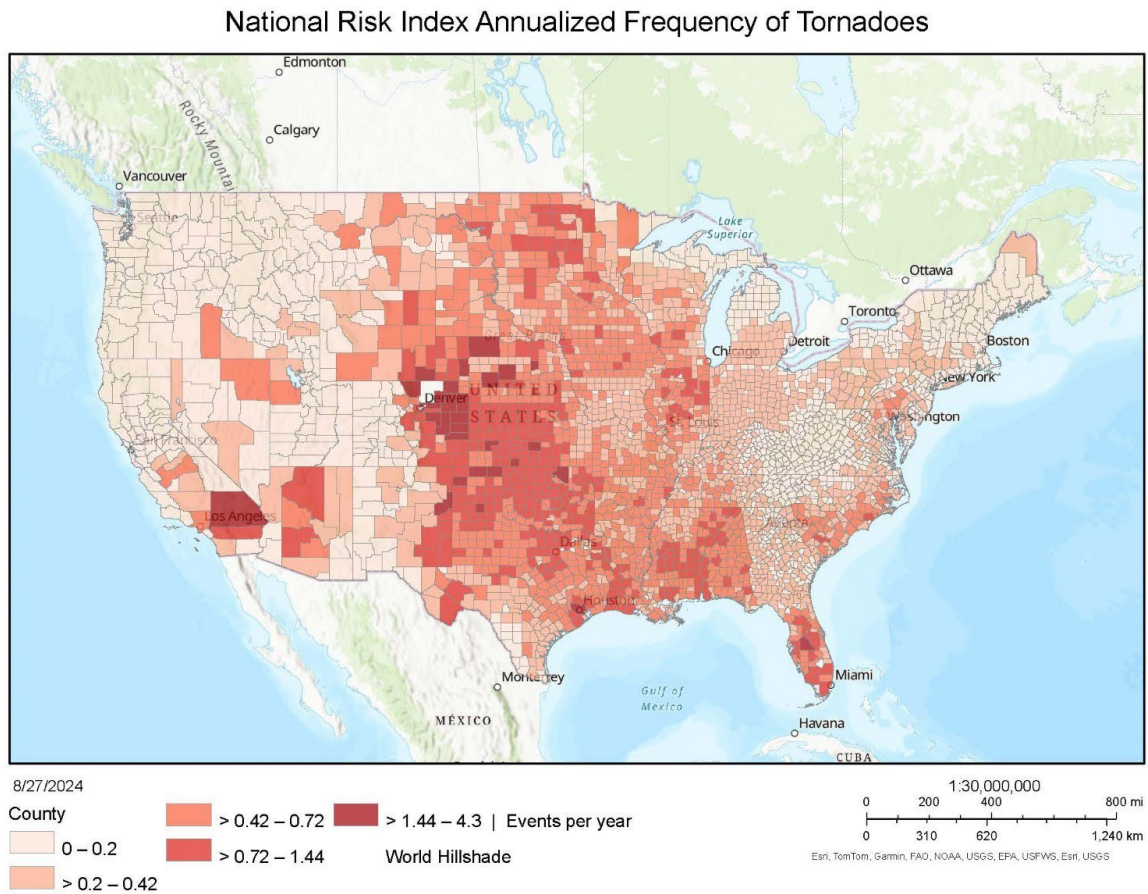 National Risk Index Annualized Frequency of Tornadoes
Edmonton
Calgary
Rocky Mountai
Vancouver
Seattle
Lake
Superior
Ottawa
Toronto
Detroit
Chicago
Boston
New York
Washington
Denver
UNITED
STATES
St. Louis
San Francisco
Los Angeles
Atlanta
Dallas
Houston
Miami
Monterrey
Gulf of
Mexico
MÉXICO
Havana
CUBA
8/27/2024
County
0 – 0.2
> 0.2 – 0.42
> 0.42 – 0.72
> 0.72 – 1.44
> 1.44 – 4.3 | Events per year
World Hillshade
1:30,000,000
0 200 400 800 mi
0 310 620 1,240 km
Esri, TomTom, Garmin, FAO, NOAA, USGS, EPA, USFWS, Esri, USGS